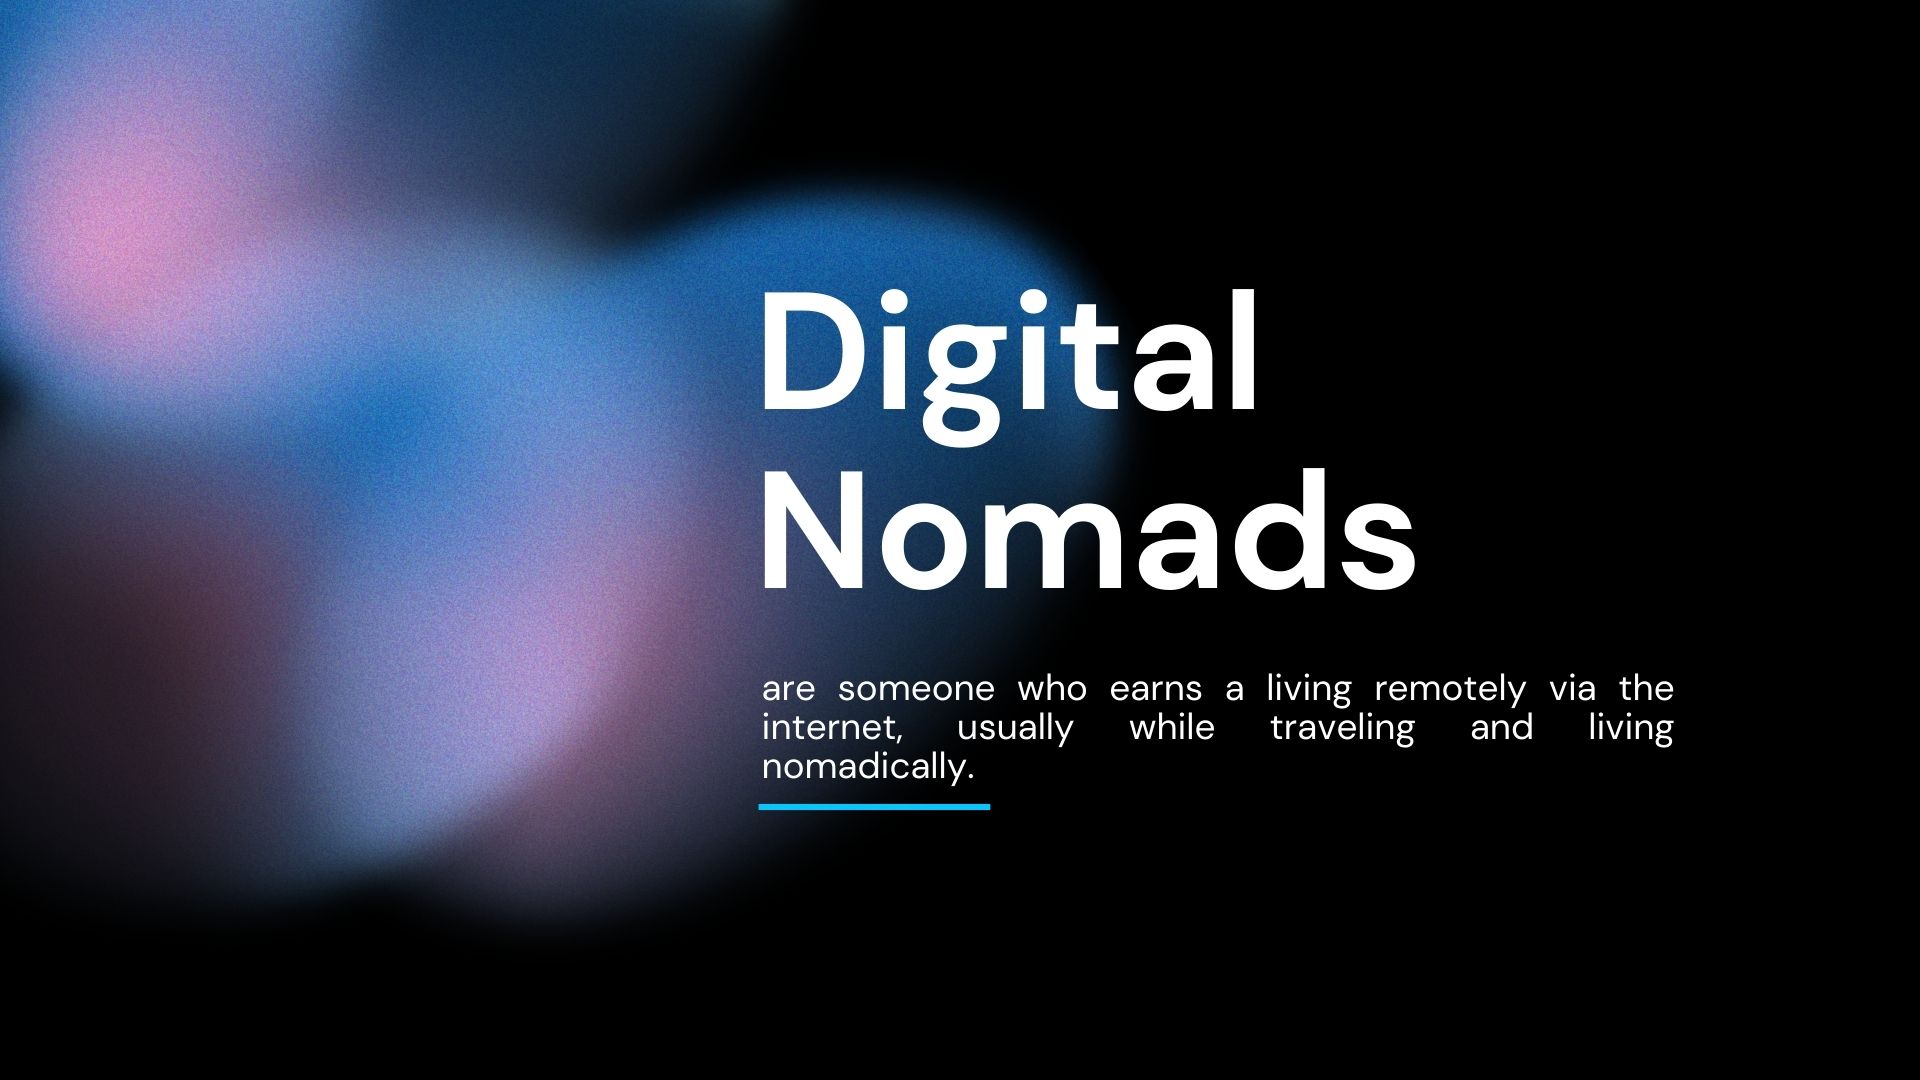 Digital
Nomads
are someone who earns a living remotely via the
internet, usually while traveling and living
nomadically.